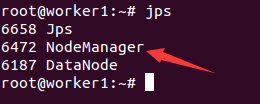 root@worker1:~# jps
6658 Jps
6472 NodeManager
6187 DataNode
root@worker1:~#